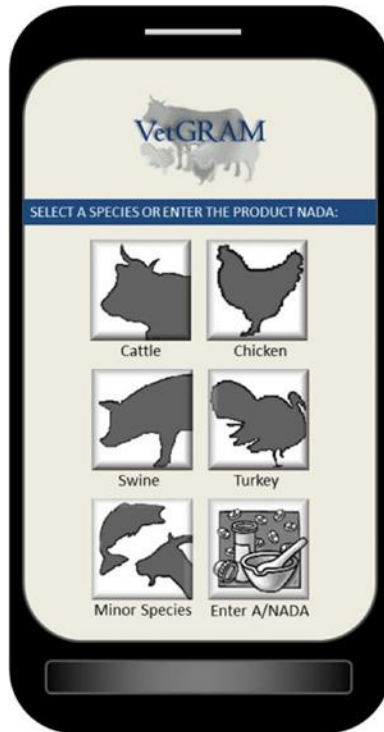 VetGRAM
SELECT A SPECIES OR ENTER THE PRODUCT NADA:
Cattle Chicken
Swine Turkey
Minor Species Enter A/NADA